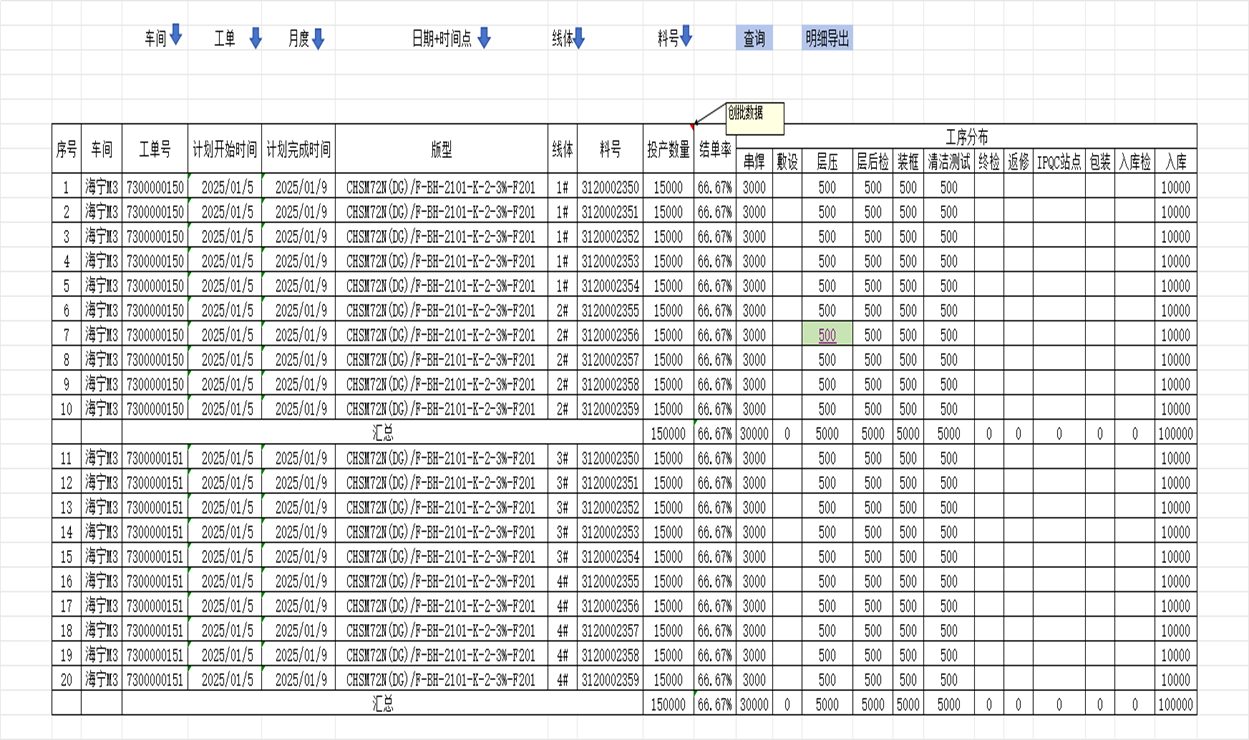 车间 工单 月度 日期+时间点 线体 料号 查询 明细导出
创批数据
序号 车间 工单号 计划开始时间 计划完成时间 版型 线体 料号 投产数量 结单率 工序分布
串焊 敷设 层压 层后检 装框 清洁测试 终检 返修 IPQC站点 包装 入库检 入库
1 海宁M3 7300000150 2025/01/5 2025/01/9 CHSM72N(DG)/F-BH-2101-K-2-3%-F201 1# 3120002350 15000 66.67% 3000 500 500 500 500 10000
2 海宁M3 7300000150 2025/01/5 2025/01/9 CHSM72N(DG)/F-BH-2101-K-2-3%-F201 1# 3120002351 15000 66.67% 3000 500 500 500 500 10000
3 海宁M3 7300000150 2025/01/5 2025/01/9 CHSM72N(DG)/F-BH-2101-K-2-3%-F201 1# 3120002352 15000 66.67% 3000 500 500 500 500 10000
4 海宁M3 7300000150 2025/01/5 2025/01/9 CHSM72N(DG)/F-BH-2101-K-2-3%-F201 1# 3120002353 15000 66.67% 3000 500 500 500 500 10000
5 海宁M3 7300000150 2025/01/5 2025/01/9 CHSM72N(DG)/F-BH-2101-K-2-3%-F201 1# 3120002354 15000 66.67% 3000 500 500 500 500 10000
6 海宁M3 7300000150 2025/01/5 2025/01/9 CHSM72N(DG)/F-BH-2101-K-2-3%-F201 2# 3120002355 15000 66.67% 3000 500 500 500 500 10000
7 海宁M3 7300000150 2025/01/5 2025/01/9 CHSM72N(DG)/F-BH-2101-K-2-3%-F201 2# 3120002356 15000 66.67% 3000 500 500 500 500 10000
8 海宁M3 7300000150 2025/01/5 2025/01/9 CHSM72N(DG)/F-BH-2101-K-2-3%-F201 2# 3120002357 15000 66.67% 3000 500 500 500 500 10000
9 海宁M3 7300000150 2025/01/5 2025/01/9 CHSM72N(DG)/F-BH-2101-K-2-3%-F201 2# 3120002358 15000 66.67% 3000 500 500 500 500 10000
10 海宁M3 7300000150 2025/01/5 2025/01/9 CHSM72N(DG)/F-BH-2101-K-2-3%-F201 2# 3120002359 15000 66.67% 3000 500 500 500 500 10000
汇总 150000 66.67% 30000 0 5000 5000 5000 5000 0 0 0 0 0 100000
11 海宁M3 7300000151 2025/01/5 2025/01/9 CHSM72N(DG)/F-BH-2101-K-2-3%-F201 3# 3120002350 15000 66.67% 3000 500 500 500 500 10000
12 海宁M3 7300000151 2025/01/5 2025/01/9 CHSM72N(DG)/F-BH-2101-K-2-3%-F201 3# 3120002351 15000 66.67% 3000 500 500 500 500 10000
13 海宁M3 7300000151 2025/01/5 2025/01/9 CHSM72N(DG)/F-BH-2101-K-2-3%-F201 3# 3120002352 15000 66.67% 3000 500 500 500 500 10000
14 海宁M3 7300000151 2025/01/5 2025/01/9 CHSM72N(DG)/F-BH-2101-K-2-3%-F201 3# 3120002353 15000 66.67% 3000 500 500 500 500 10000
15 海宁M3 7300000151 2025/01/5 2025/01/9 CHSM72N(DG)/F-BH-2101-K-2-3%-F201 3# 3120002354 15000 66.67% 3000 500 500 500 500 10000
16 海宁M3 7300000151 2025/01/5 2025/01/9 CHSM72N(DG)/F-BH-2101-K-2-3%-F201 4# 3120002355 15000 66.67% 3000 500 500 500 500 10000
17 海宁M3 7300000151 2025/01/5 2025/01/9 CHSM72N(DG)/F-BH-2101-K-2-3%-F201 4# 3120002356 15000 66.67% 3000 500 500 500 500 10000
18 海宁M3 7300000151 2025/01/5 2025/01/9 CHSM72N(DG)/F-BH-2101-K-2-3%-F201 4# 3120002357 15000 66.67% 3000 500 500 500 500 10000
19 海宁M3 7300000151 2025/01/5 2025/01/9 CHSM72N(DG)/F-BH-2101-K-2-3%-F201 4# 3120002358 15000 66.67% 3000 500 500 500 500 10000
20 海宁M3 7300000151 2025/01/5 2025/01/9 CHSM72N(DG)/F-BH-2101-K-2-3%-F201 4# 3120002359 15000 66.67% 3000 500 500 500 500 10000
汇总 150000 66.67% 30000 0 5000 5000 5000 5000 0 0 0 0 0 100000